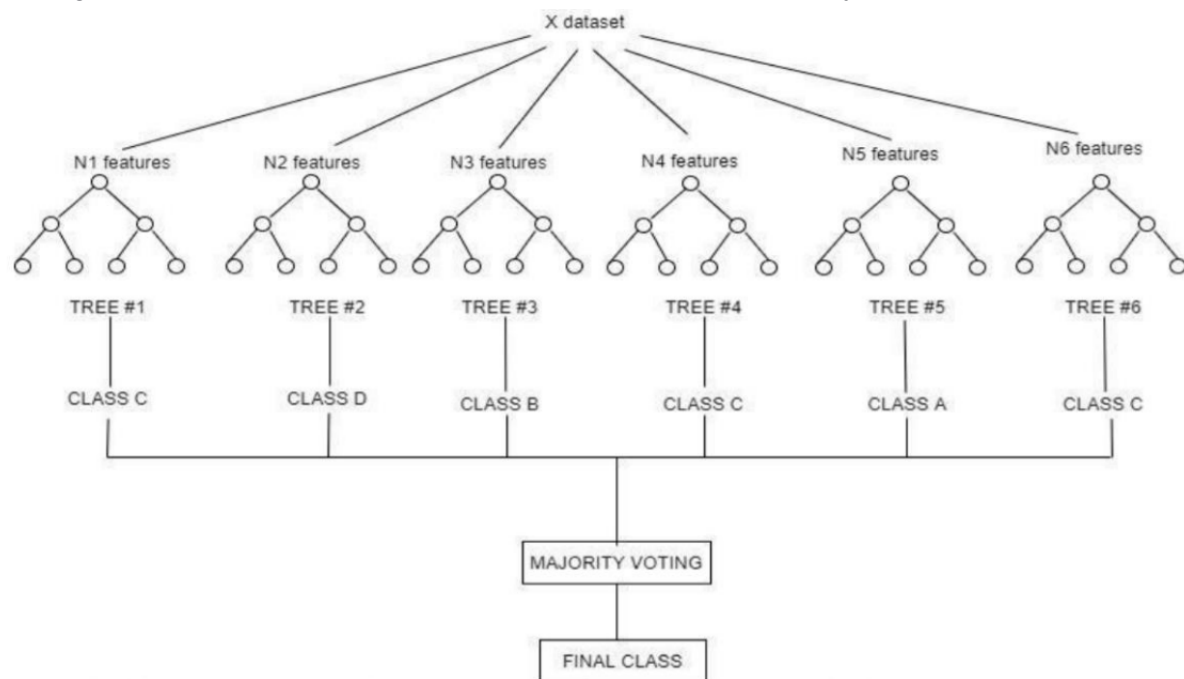 X dataset
N1 features
N2 features
N3 features
N4 features
N5 features
N6 features
TREE #1
TREE #2
TREE #3
TREE #4
TREE #5
TREE #6
CLASS C
CLASS D
CLASS B
CLASS C
CLASS A
CLASS C
MAJORITY VOTING
FINAL CLASS